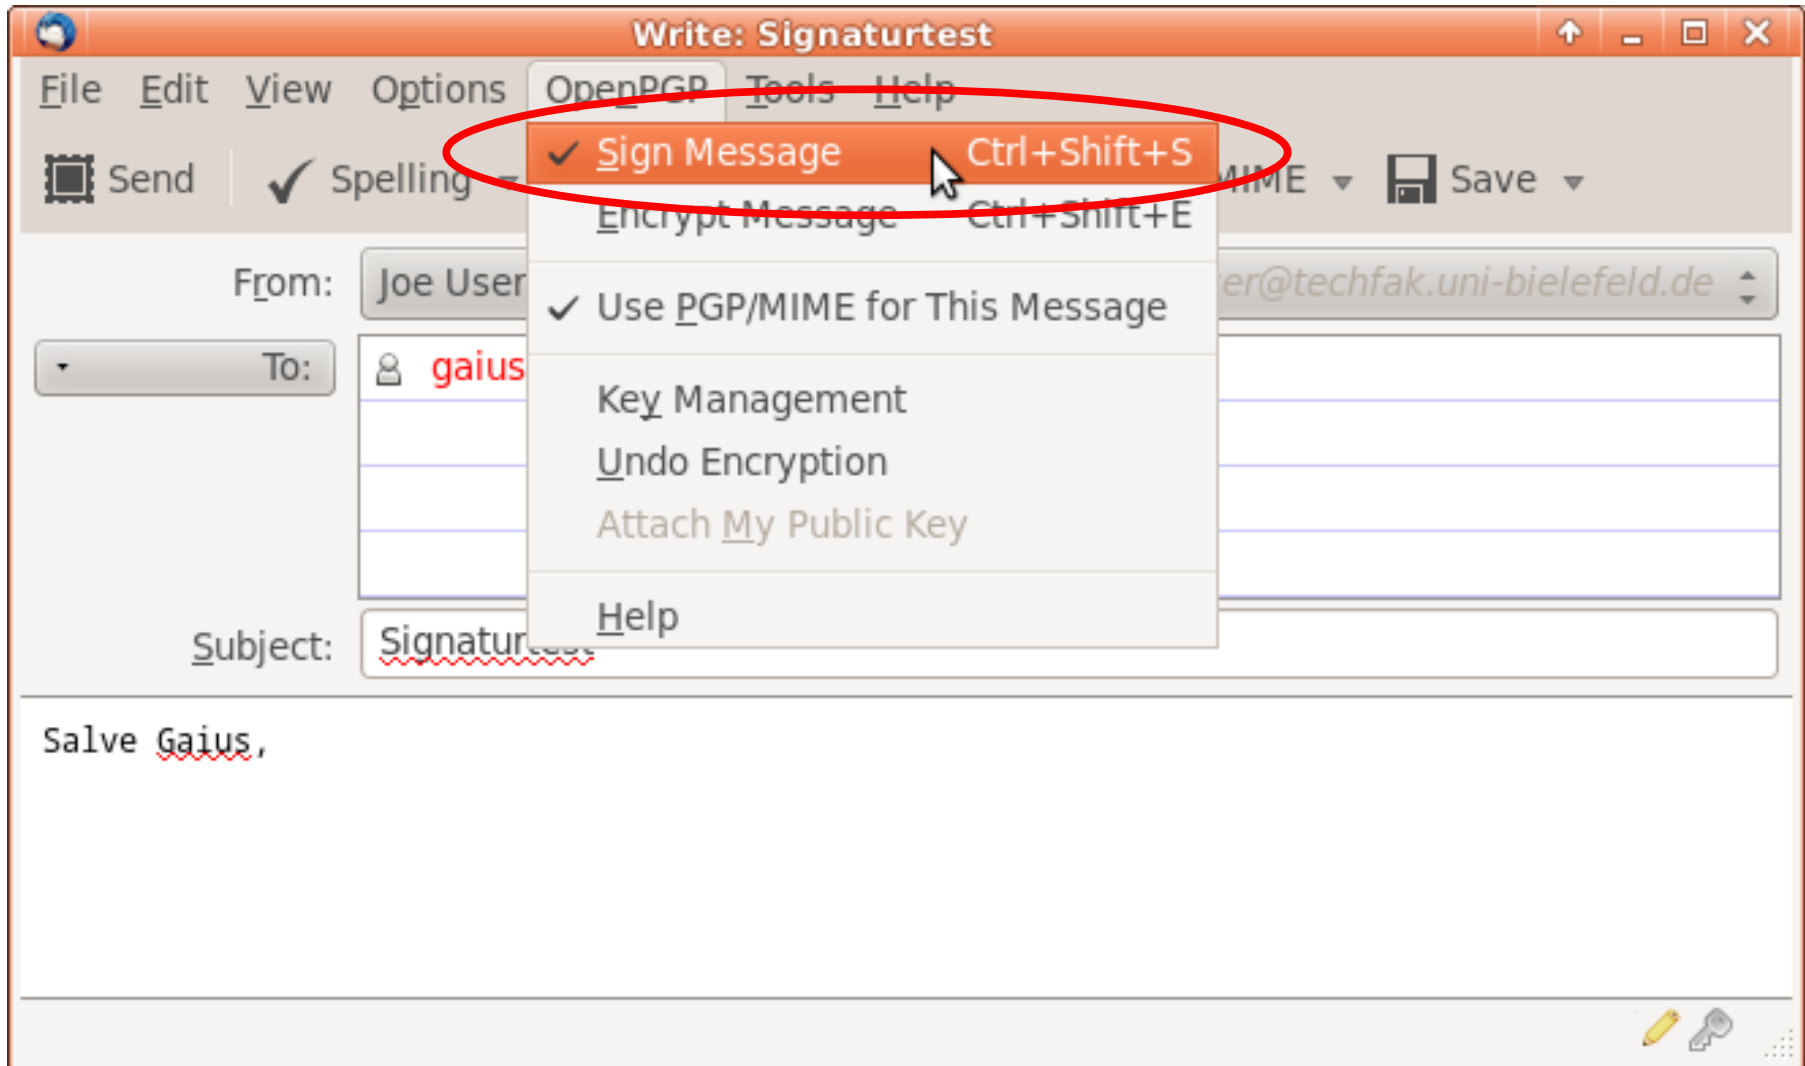 Write: Signaturtest
File Edit View Options OpenPGP Tools Help
Send Spelling MIME Save
Sign Message Ctrl+Shift+S
Encrypt Message Ctrl+Shift+E
Use PGP/MIME for This Message
Key Management
Undo Encryption
Attach My Public Key
Help
From: Joe User er@techfak.uni-bielefeld.de
To: gaius
Subject: Signaturtest
Salve Gaius,